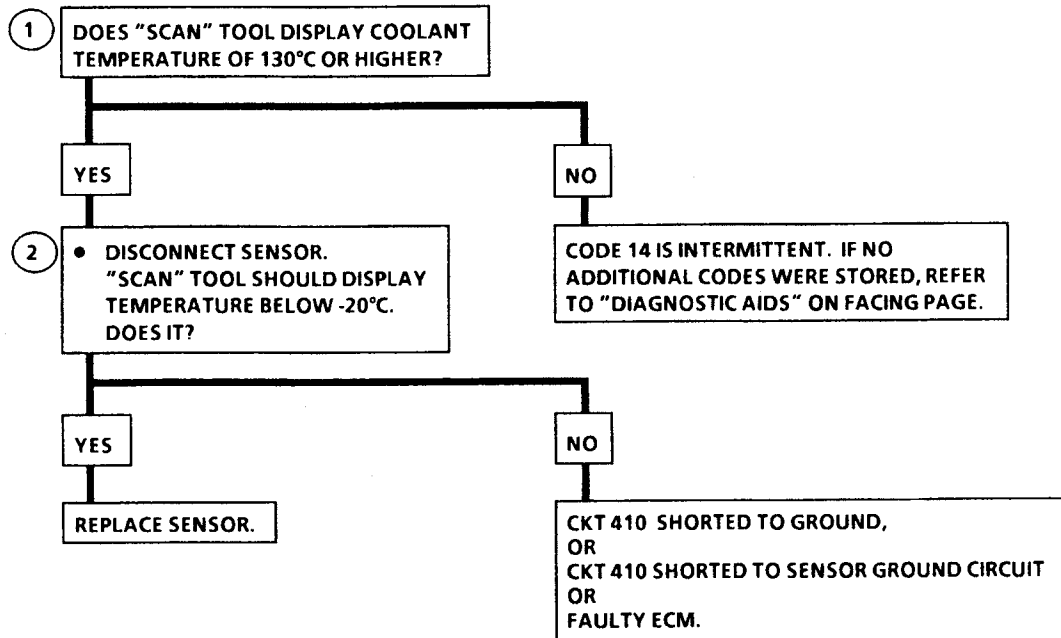 1
DOES "SCAN" TOOL DISPLAY COOLANT
TEMPERATURE OF 130°C OR HIGHER?
YES
NO
2
• DISCONNECT SENSOR.
"SCAN" TOOL SHOULD DISPLAY
TEMPERATURE BELOW -20°C.
DOES IT?
CODE 14 IS INTERMITTENT. IF NO
ADDITIONAL CODES WERE STORED, REFER
TO "DIAGNOSTIC AIDS" ON FACING PAGE.
YES
NO
REPLACE SENSOR.
CKT 410 SHORTED TO GROUND,
OR
CKT 410 SHORTED TO SENSOR GROUND CIRCUIT
OR
FAULTY ECM.